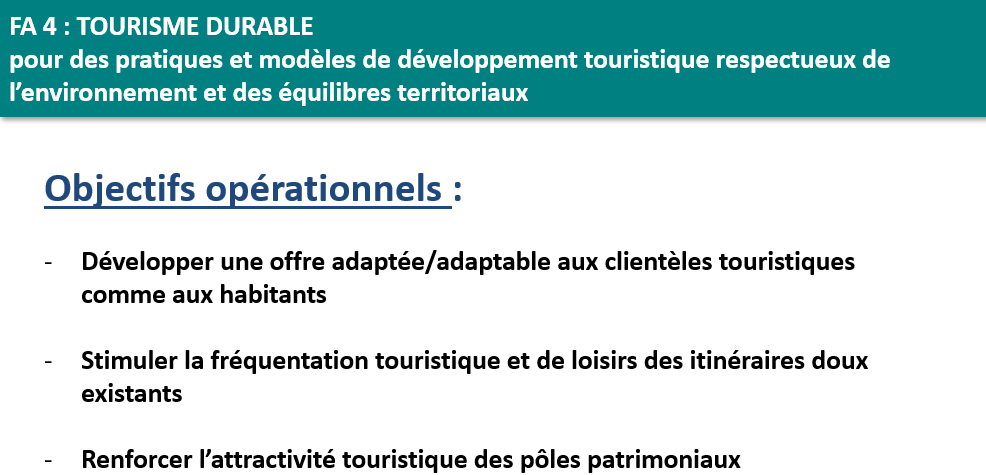 FA 4 : TOURISME DURABLE
pour des pratiques et modèles de développement touristique respectueux de
l’environnement et des équilibres territoriaux
Objectifs opérationnels :
- Développer une offre adaptée/adaptable aux clientèles touristiques
comme aux habitants
- Stimuler la fréquentation touristique et de loisirs des itinéraires doux
existants
- Renforcer l’attractivité touristique des pôles patrimoniaux